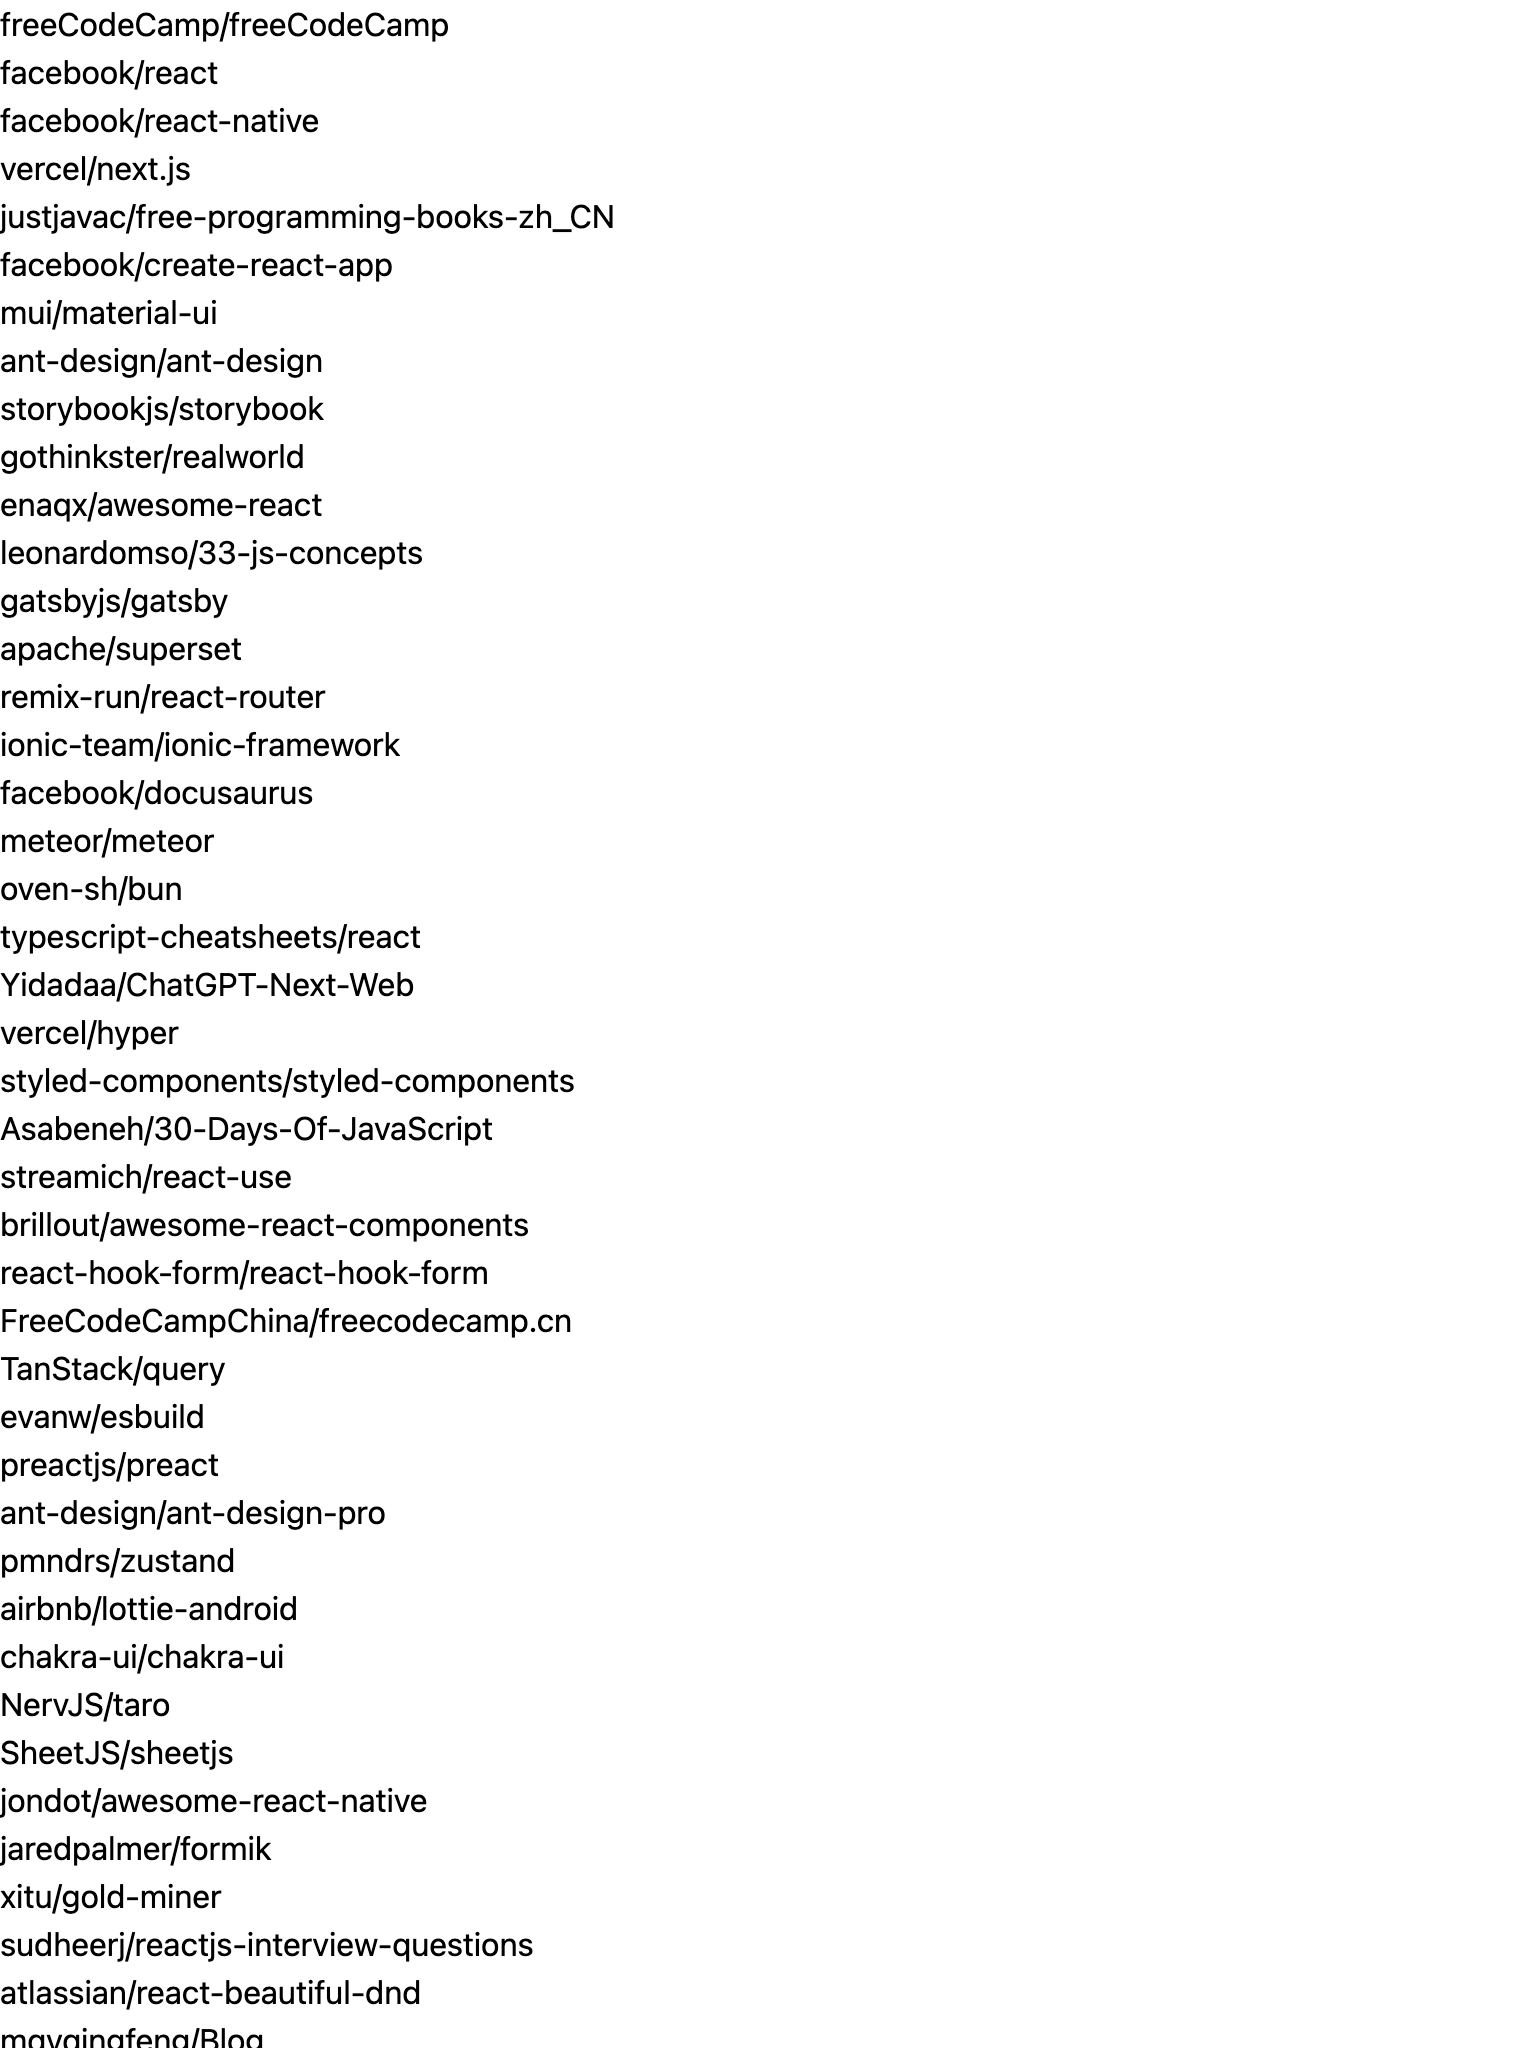 freeCodeCamp/freeCodeCamp
facebook/react
facebook/react-native
vercel/next.js
justjavac/free-programming-books-zh_CN
facebook/create-react-app
mui/material-ui
ant-design/ant-design
storybookjs/storybook
gothinkster/realworld
enaqx/awesome-react
leonardomso/33-js-concepts
gatsbyjs/gatsby
apache/superset
remix-run/react-router
ionic-team/ionic-framework
facebook/docusaurus
meteor/meteor
oven-sh/bun
typescript-cheatsheets/react
Yidadaa/ChatGPT-Next-Web
vercel/hyper
styled-components/styled-components
Asabeneh/30-Days-Of-JavaScript
streamich/react-use
brillout/awesome-react-components
react-hook-form/react-hook-form
FreeCodeCampChina/freecodecamp.cn
TanStack/query
evanw/esbuild
preactjs/preact
ant-design/ant-design-pro
pmndrs/zustand
airbnb/lottie-android
chakra-ui/chakra-ui
NervJS/taro
SheetJS/sheetjs
jondot/awesome-react-native
jaredpalmer/formik
xitu/gold-miner
sudheerj/reactjs-interview-questions
atlassian/react-beautiful-dnd
mqyqingfeng/Blog